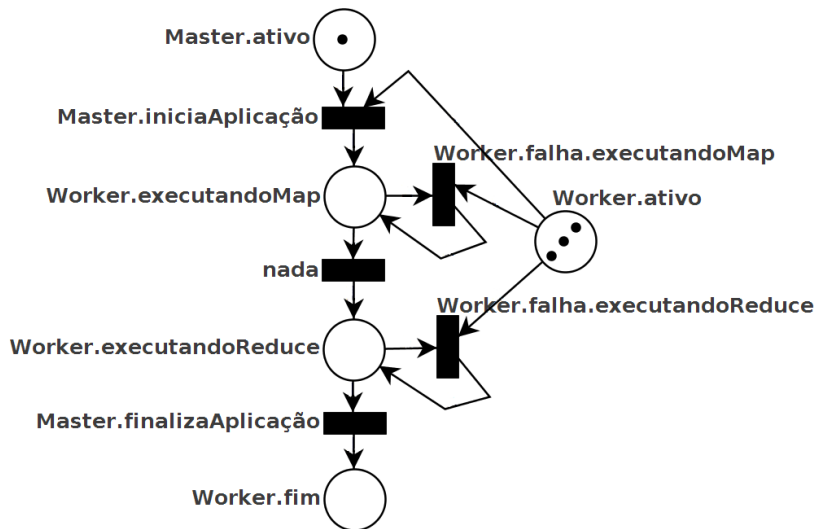 Master.ativo
Master.iniciaAplicação
Worker.falha.executandoMap
Worker.executandoMap
Worker.ativo
nada
Worker.falha.executandoReduce
Worker.executandoReduce
Master.finalizaAplicação
Worker.fim